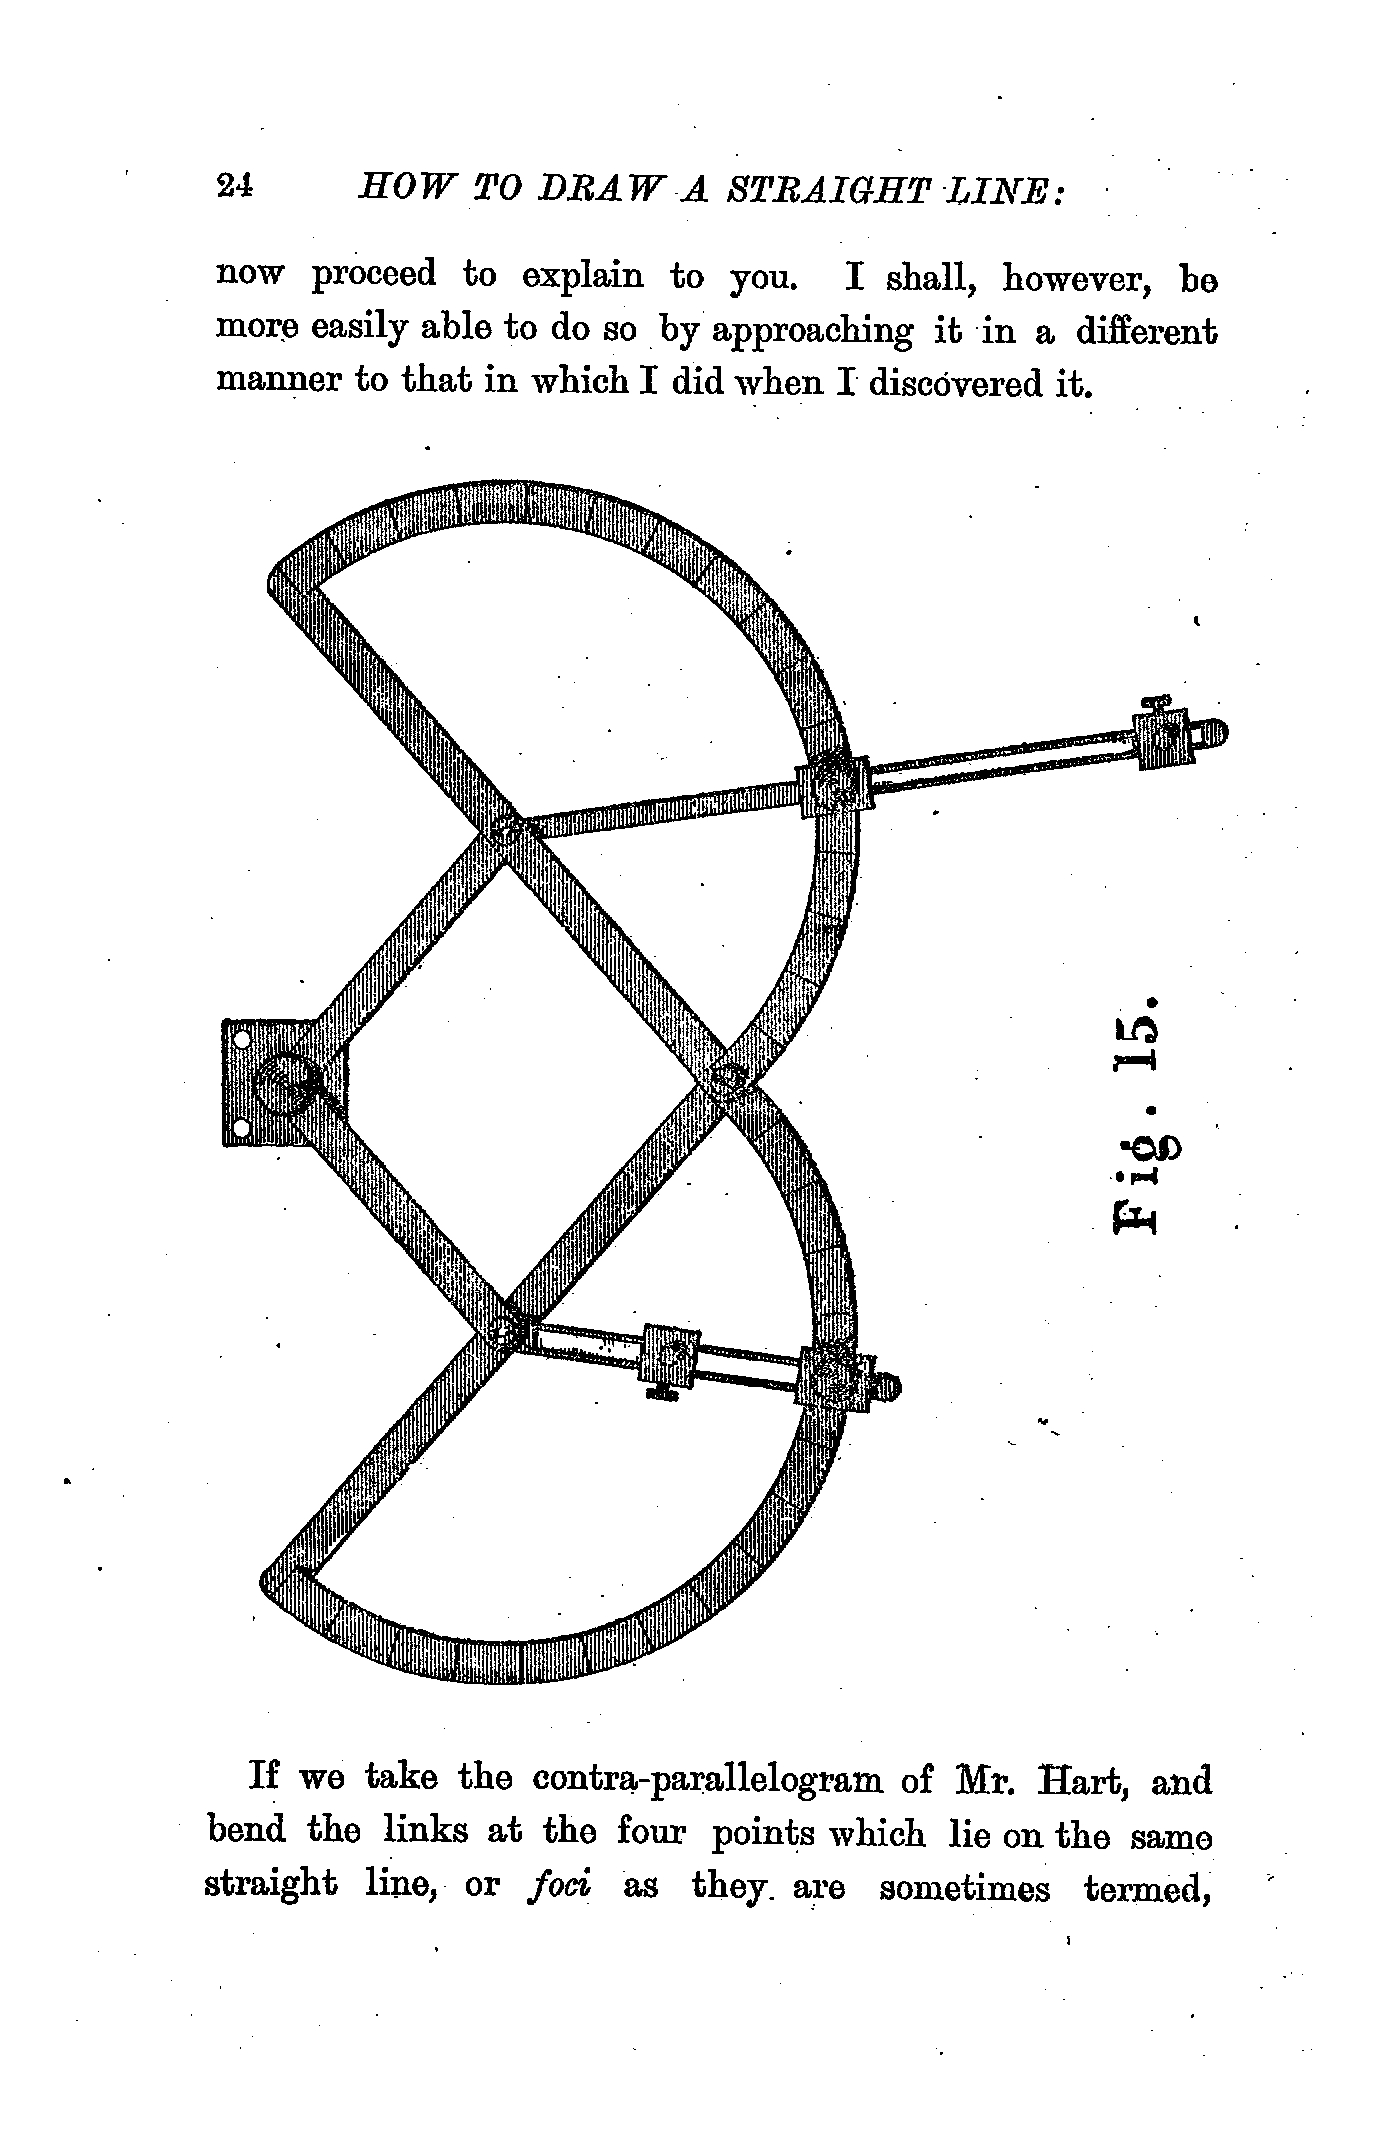 24 HOW TO DRAW A STRAIGHT LINE:
now proceed to explain to you. I shall, however, be
more easily able to do so by approaching it in a different
manner to that in which I did when I discovered it.
Fig. 15.
If we take the contra-parallelogram of Mr. Hart, and
bend the links at the four points which lie on the same
straight line, or foci as they are sometimes termed,